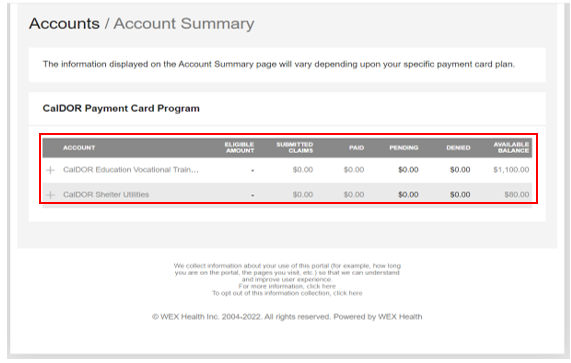 Accounts / Account Summary
The information displayed on the Account Summary page will vary depending upon your specific payment card plan.
CalDOR Payment Card Program
ACCOUNT ELIGIBLE AMOUNT SUBMITTED CLAIMS PAID PENDING DENIED AVAILABLE BALANCE
+ CalDOR Education Vocational Train... - $0.00 $0.00 $0.00 $0.00 $1,100.00
+ CalDOR Shelter Utilities - $0.00 $0.00 $0.00 $0.00 $80.00
We collect information about your use of this portal (for example, how long
you are on the portal, the pages you visit, etc.) so that we can understand
and improve user experience.
For more information, click here
To opt out of this information collection, click here
© WEX Health Inc. 2004-2022. All rights reserved. Powered by WEX Health